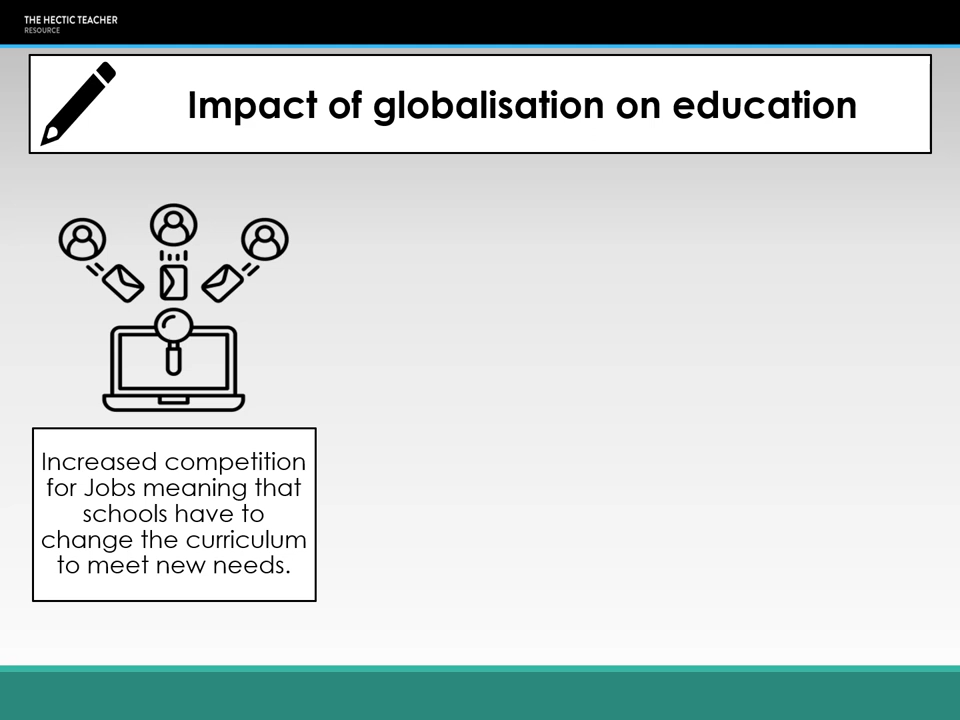 THE HECTIC TEACHER
RESOURCE
Impact of globalisation on education
Increased competition
for Jobs meaning that
schools have to
change the curriculum
to meet new needs.